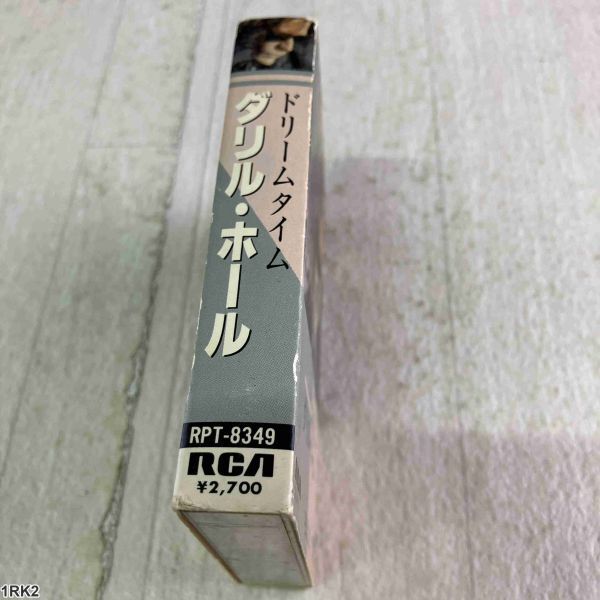 ドリームタイム
ダリル・ホール
RPT-8349
RCA
¥2,700
1RK2